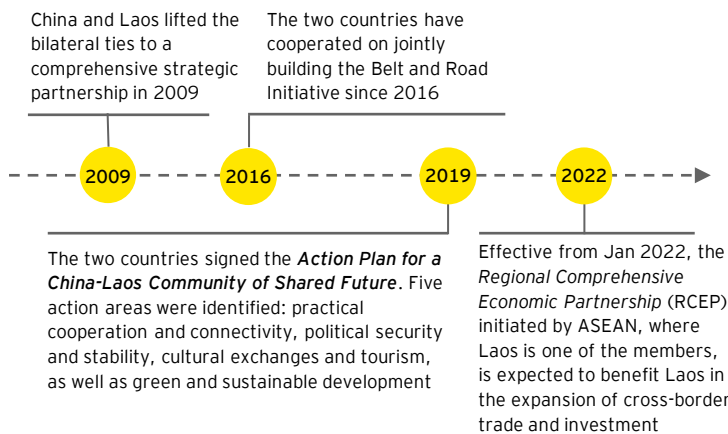 China and Laos lifted the
bilateral ties to a
comprehensive strategic
partnership in 2009
The two countries have
cooperated on jointly
building the Belt and Road
Initiative since 2016
2009
2016
2019
2022
The two countries signed the Action Plan for a
China-Laos Community of Shared Future. Five
action areas were identified: practical
cooperation and connectivity, political security
and stability, cultural exchanges and tourism,
as well as green and sustainable development
Effective from Jan 2022, the
Regional Comprehensive
Economic Partnership (RCEP)
initiated by ASEAN, where
Laos is one of the members,
is expected to benefit Laos in
the expansion of cross-border
trade and investment